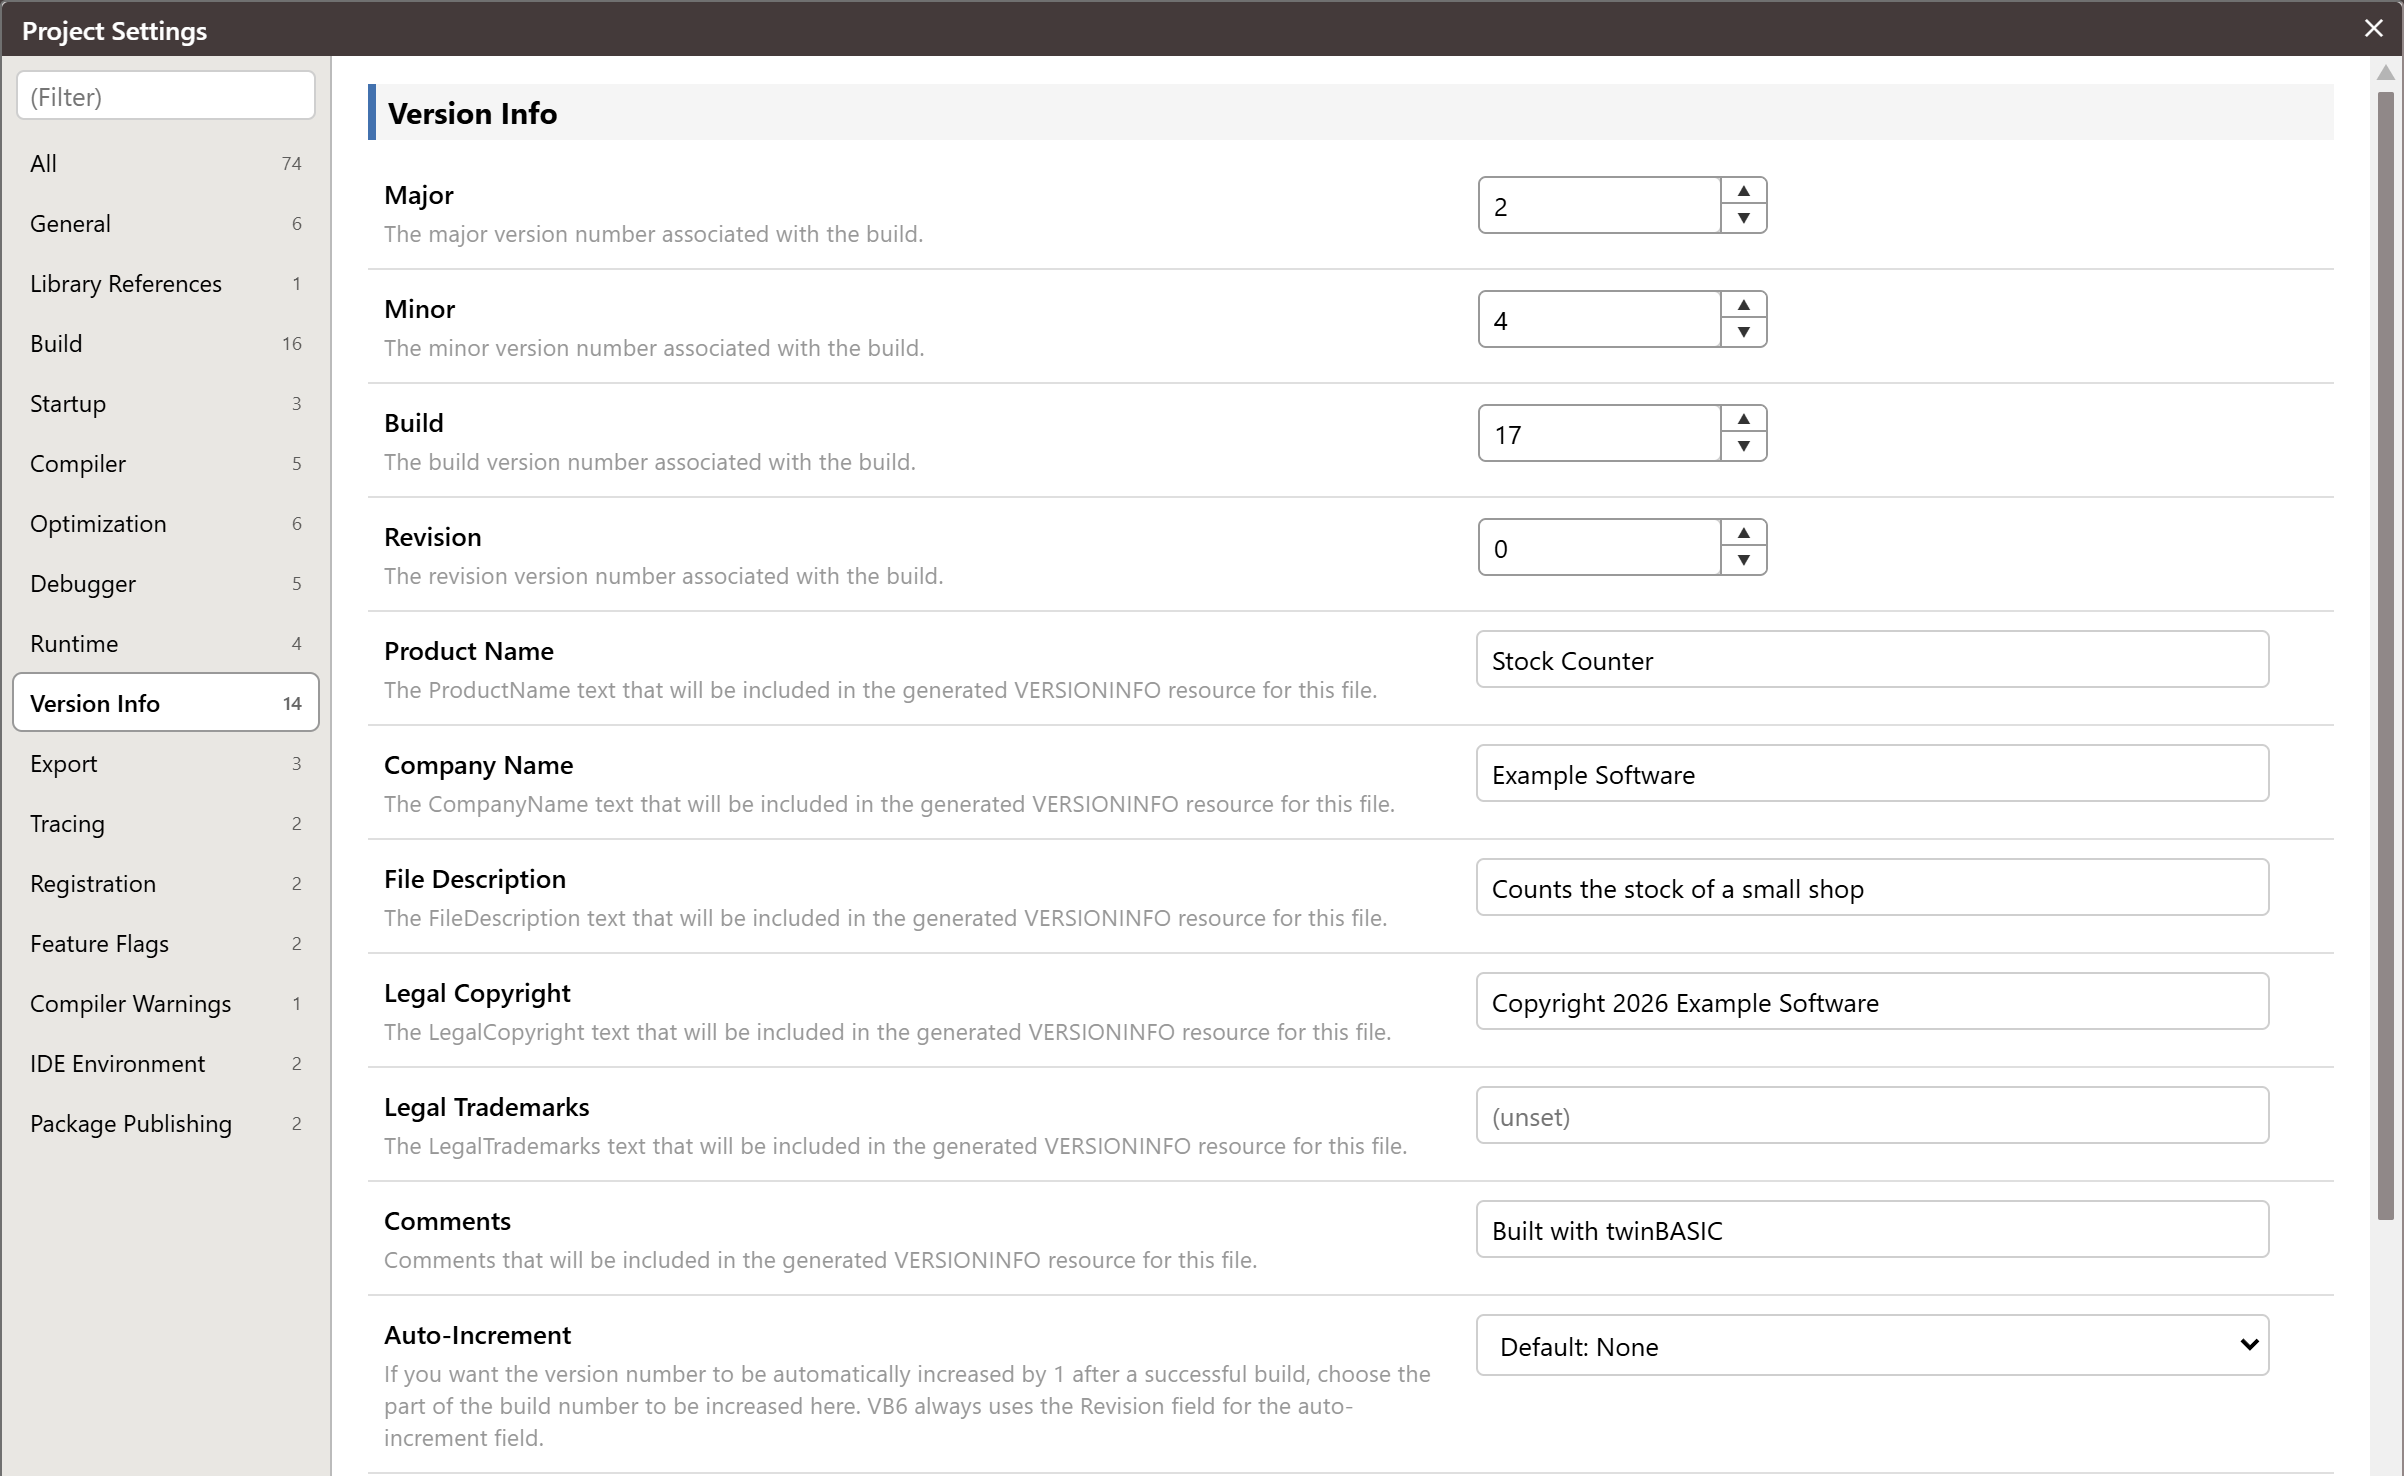 Project Settings
(Filter)
All 74
General 6
Library References 1
Build 16
Startup 3
Compiler 5
Optimization 6
Debugger 5
Runtime 4
Version Info 14
Export 3
Tracing 2
Registration 2
Feature Flags 2
Compiler Warnings 1
IDE Environment 2
Package Publishing 2
Version Info
Major
The major version number associated with the build.
2
Minor
The minor version number associated with the build.
4
Build
The build version number associated with the build.
17
Revision
The revision version number associated with the build.
0
Product Name
The ProductName text that will be included in the generated VERSIONINFO resource for this file.
Stock Counter
Company Name
The CompanyName text that will be included in the generated VERSIONINFO resource for this file.
Example Software
File Description
The FileDescription text that will be included in the generated VERSIONINFO resource for this file.
Counts the stock of a small shop
Legal Copyright
The LegalCopyright text that will be included in the generated VERSIONINFO resource for this file.
Copyright 2026 Example Software
Legal Trademarks
The LegalTrademarks text that will be included in the generated VERSIONINFO resource for this file.
(unset)
Comments
Comments that will be included in the generated VERSIONINFO resource for this file.
Built with twinBASIC
Auto-Increment
If you want the version number to be automatically increased by 1 after a successful build, choose the
part of the build number to be increased here. VB6 always uses the Revision field for the auto-
increment field.
Default: None